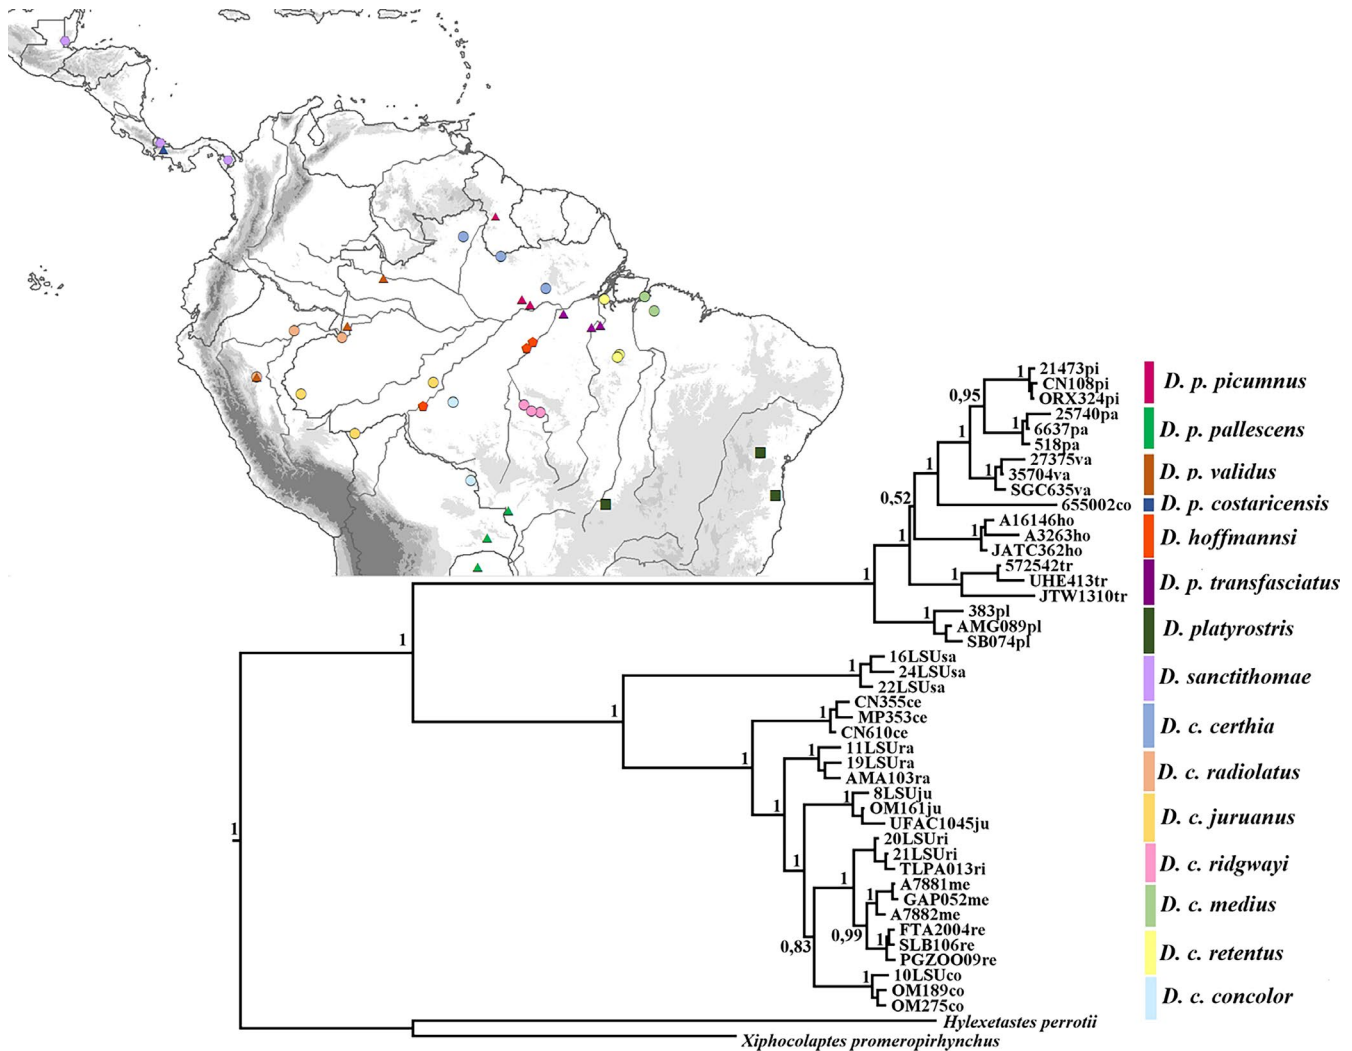 21473pi
1
CN108pi
D. p. picumnus
0,95
ORX324pi
25740pa
1
6637pa
D. p. pallescens
1
518pa
27375va
1
1
35704va
D. p. validus
SGC635va
0,52
655002co
D. p. costaricensis
A16146ho
1
1
A3263ho
D. hoffmannsi
JATC362ho
572542tr
1
1
UHE413tr
D. p. transfasciatus
JTW1310tr
383pl
1
AMG089pl
D. platyrostris
1
SB074pl
16LSUsa
1
24LSUsa
D. sanctithomae
22LSUsa
CN355ce
1
1
MP353ce
D. c. certhia
CN610ce
11LSUra
1
1
19LSUra
D. c. radiolatus
AMA103ra
8LSUju
1
1
OM161ju
D. c. juruanus
UFAC1045ju
1
20LSUri
21LSUri
1
TLPA013ri
D. c. ridgwayi
1
A7881me
1
GAP052me
D. c. medius
A7882me
0,99
FTA2004re
0,83
1
SLB106re
D. c. retentus
PGZOO09re
10LSUco
1
OM189co
D. c. concolor
OM275co
Hylexetastes perrotii
Xiphocolaptes promeropirhynchus